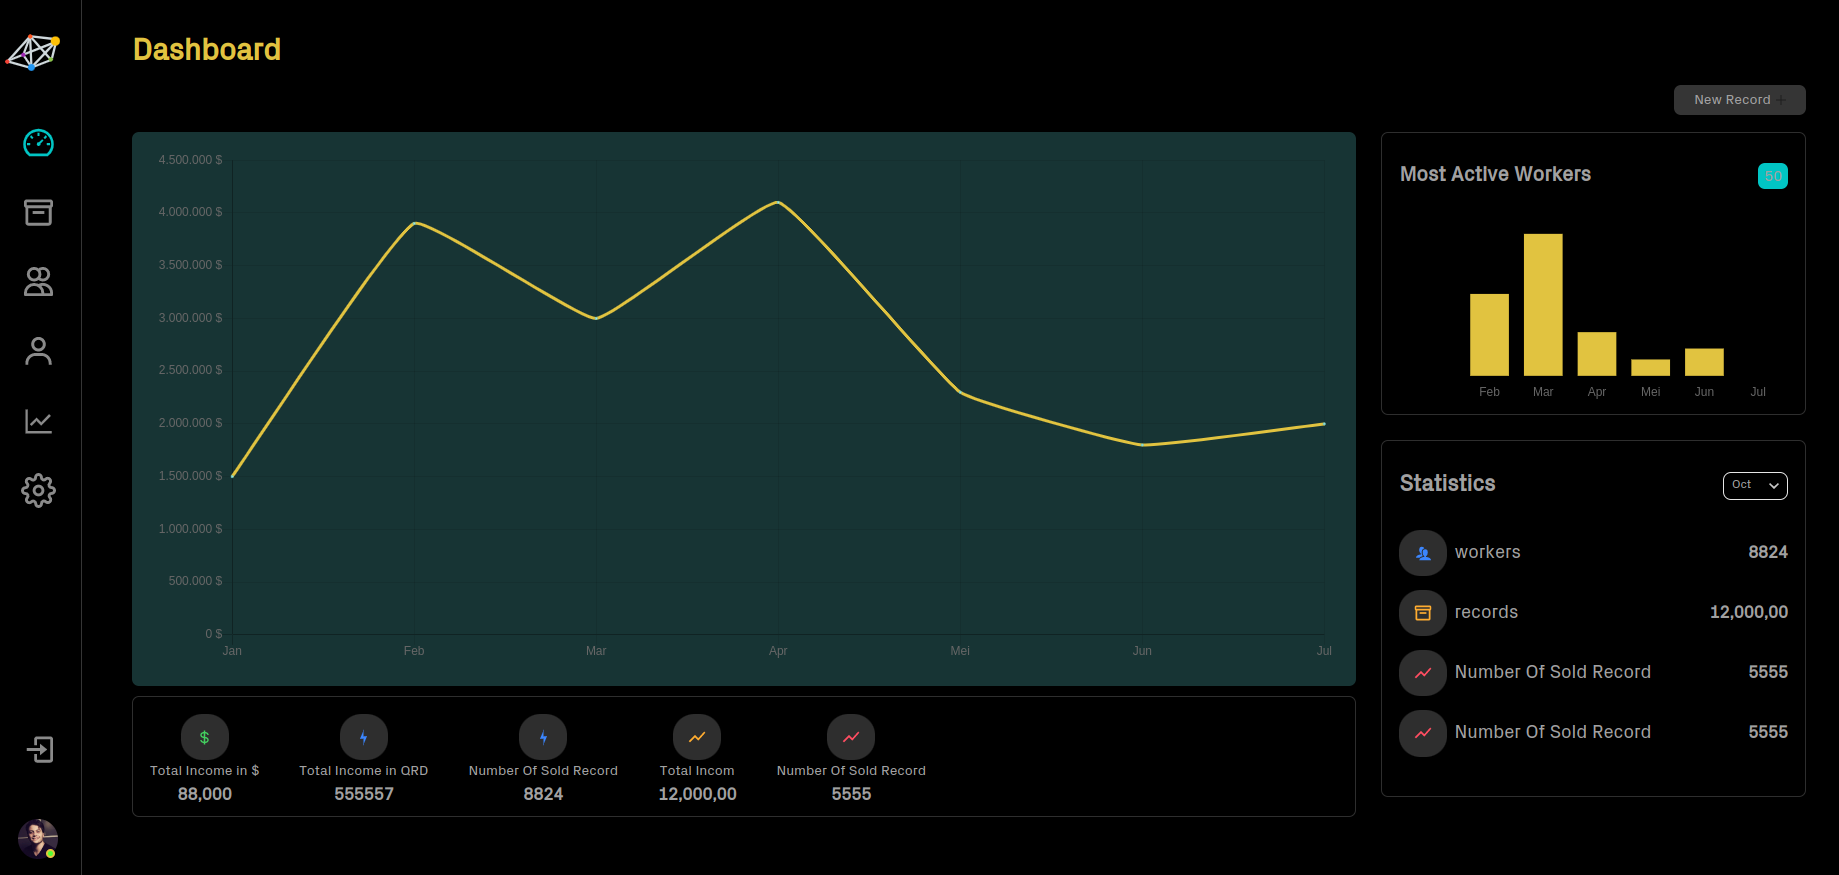 Dashboard
New Record +
4.500.000 $
4.000.000 $
3.500.000 $
3.000.000 $
2.500.000 $
2.000.000 $
1.500.000 $
1.000.000 $
500.000 $
0 $
Jan Feb Mar Apr Mei Jun Jul
Most Active Workers
50
Feb Mar Apr Mei Jun Jul
Statistics
Oct
workers 8824
records 12,000,00
Number Of Sold Record 5555
Number Of Sold Record 5555
$
Total Income in $
88,000
Total Income in QRD
555557
Number Of Sold Record
8824
Total Incom
12,000,00
Number Of Sold Record
5555